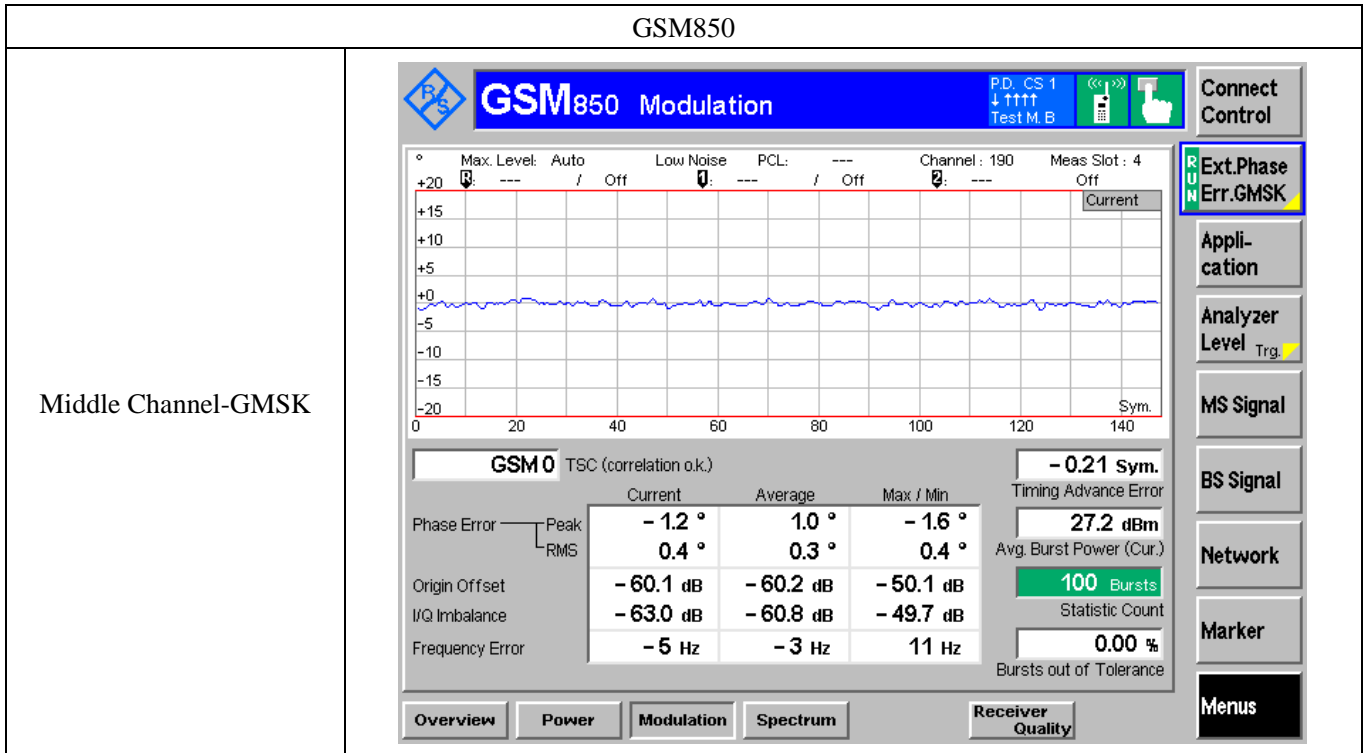 GSM850
Middle Channel-GMSK
R&S GSM850 Modulation P.D. CS 1
↓ ↑↑↑↑
Test M. B
Connect
Control
° Max. Level: Auto Low Noise PCL: --- Channel : 190 Meas Slot : 4
R: --- / Off 1: --- / Off 2: --- Off
RUN
Ext.Phase
Err.GMSK
Current
+20
+15
+10
+5
+0
-5
-10
-15
-20
Sym.
0 20 40 60 80 100 120 140
Appli-
cation
Analyzer
Level Trg.
MS Signal
BS Signal
Network
Marker
Menus
GSM 0 TSC (correlation o.k.)
- 0.21 Sym.
Timing Advance Error
27.2 dBm
Avg. Burst Power (Cur.)
100 Bursts
Statistic Count
0.00 %
Bursts out of Tolerance
Current Average Max / Min
Phase Error Peak - 1.2 ° 1.0 ° - 1.6 °
RMS 0.4 ° 0.3 ° 0.4 °
Origin Offset - 60.1 dB - 60.2 dB - 50.1 dB
I/Q Imbalance - 63.0 dB - 60.8 dB - 49.7 dB
Frequency Error - 5 Hz - 3 Hz 11 Hz
Overview Power Modulation Spectrum Receiver
Quality